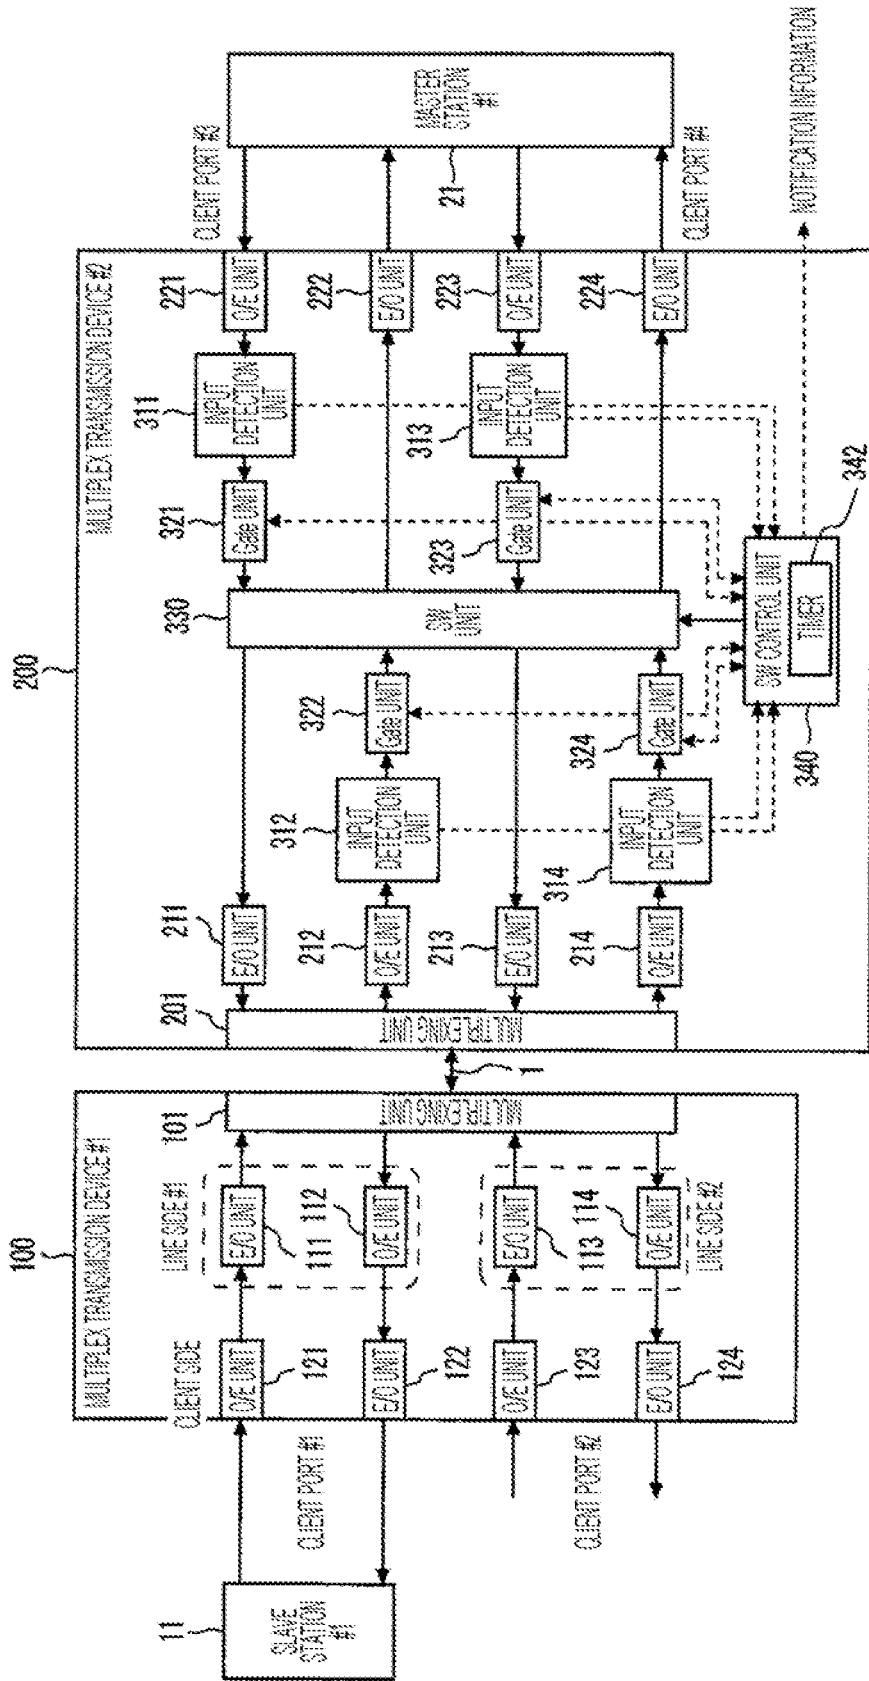 11
SLAVE
STATION
#1
CLIENT PORT #1
CLIENT PORT #2
100
MULTIPLEX TRANSMISSION DEVICE #1
CLIENT SIDE
O/E UNIT
121
E/O UNIT
122
O/E UNIT
123
E/O UNIT
124
LINE SIDE #1
E/O UNIT
111
O/E UNIT
112
E/O UNIT
113
O/E UNIT
114
LINE SIDE #2
101
MULTIPLEXING UNIT
1
200
MULTIPLEX TRANSMISSION DEVICE #2
201
MULTIPLEXING UNIT
211
E/O UNIT
212
O/E UNIT
213
E/O UNIT
214
O/E UNIT
312
INPUT
DETECTION
UNIT
314
INPUT
DETECTION
UNIT
322
Gate UNIT
324
Gate UNIT
330
SW
UNIT
321
Gate UNIT
323
Gate UNIT
311
INPUT
DETECTION
UNIT
313
INPUT
DETECTION
UNIT
221
O/E UNIT
222
E/O UNIT
223
O/E UNIT
224
E/O UNIT
340
SW CONTROL UNIT
TIMER
342
CLIENT PORT #3
CLIENT PORT #4
MASTER
STATION
#1
21
NOTIFICATION INFORMATION